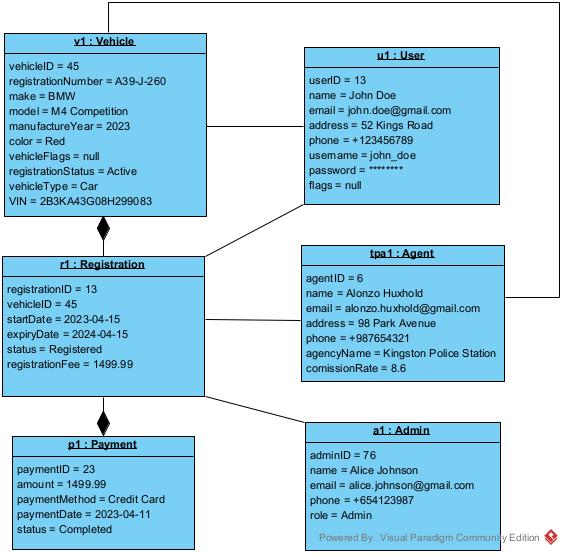 v1 : Vehicle
vehicleID = 45
registrationNumber = A39-J-260
make = BMW
model = M4 Competition
manufactureYear = 2023
color = Red
vehicleFlags = null
registrationStatus = Active
vehicleType = Car
VIN = 2B3KA43G08H299083
u1 : User
userID = 13
name = John Doe
email = john.doe@gmail.com
address = 52 Kings Road
phone = +123456789
username = john_doe
password = ********
flags = null
r1 : Registration
registrationID = 13
vehicleID = 45
startDate = 2023-04-15
expiryDate = 2024-04-15
status = Registered
registrationFee = 1499.99
tpa1 : Agent
agentID = 6
name = Alonzo Huxhold
email = alonzo.huxhold@gmail.com
address = 98 Park Avenue
phone = +987654321
agencyName = Kingston Police Station
comissionRate = 8.6
p1 : Payment
paymentID = 23
amount = 1499.99
paymentMethod = Credit Card
paymentDate = 2023-04-11
status = Completed
a1 : Admin
adminID = 76
name = Alice Johnson
email = alice.johnson@gmail.com
phone = +654123987
role = Admin
Powered By: Visual Paradigm Community Edition